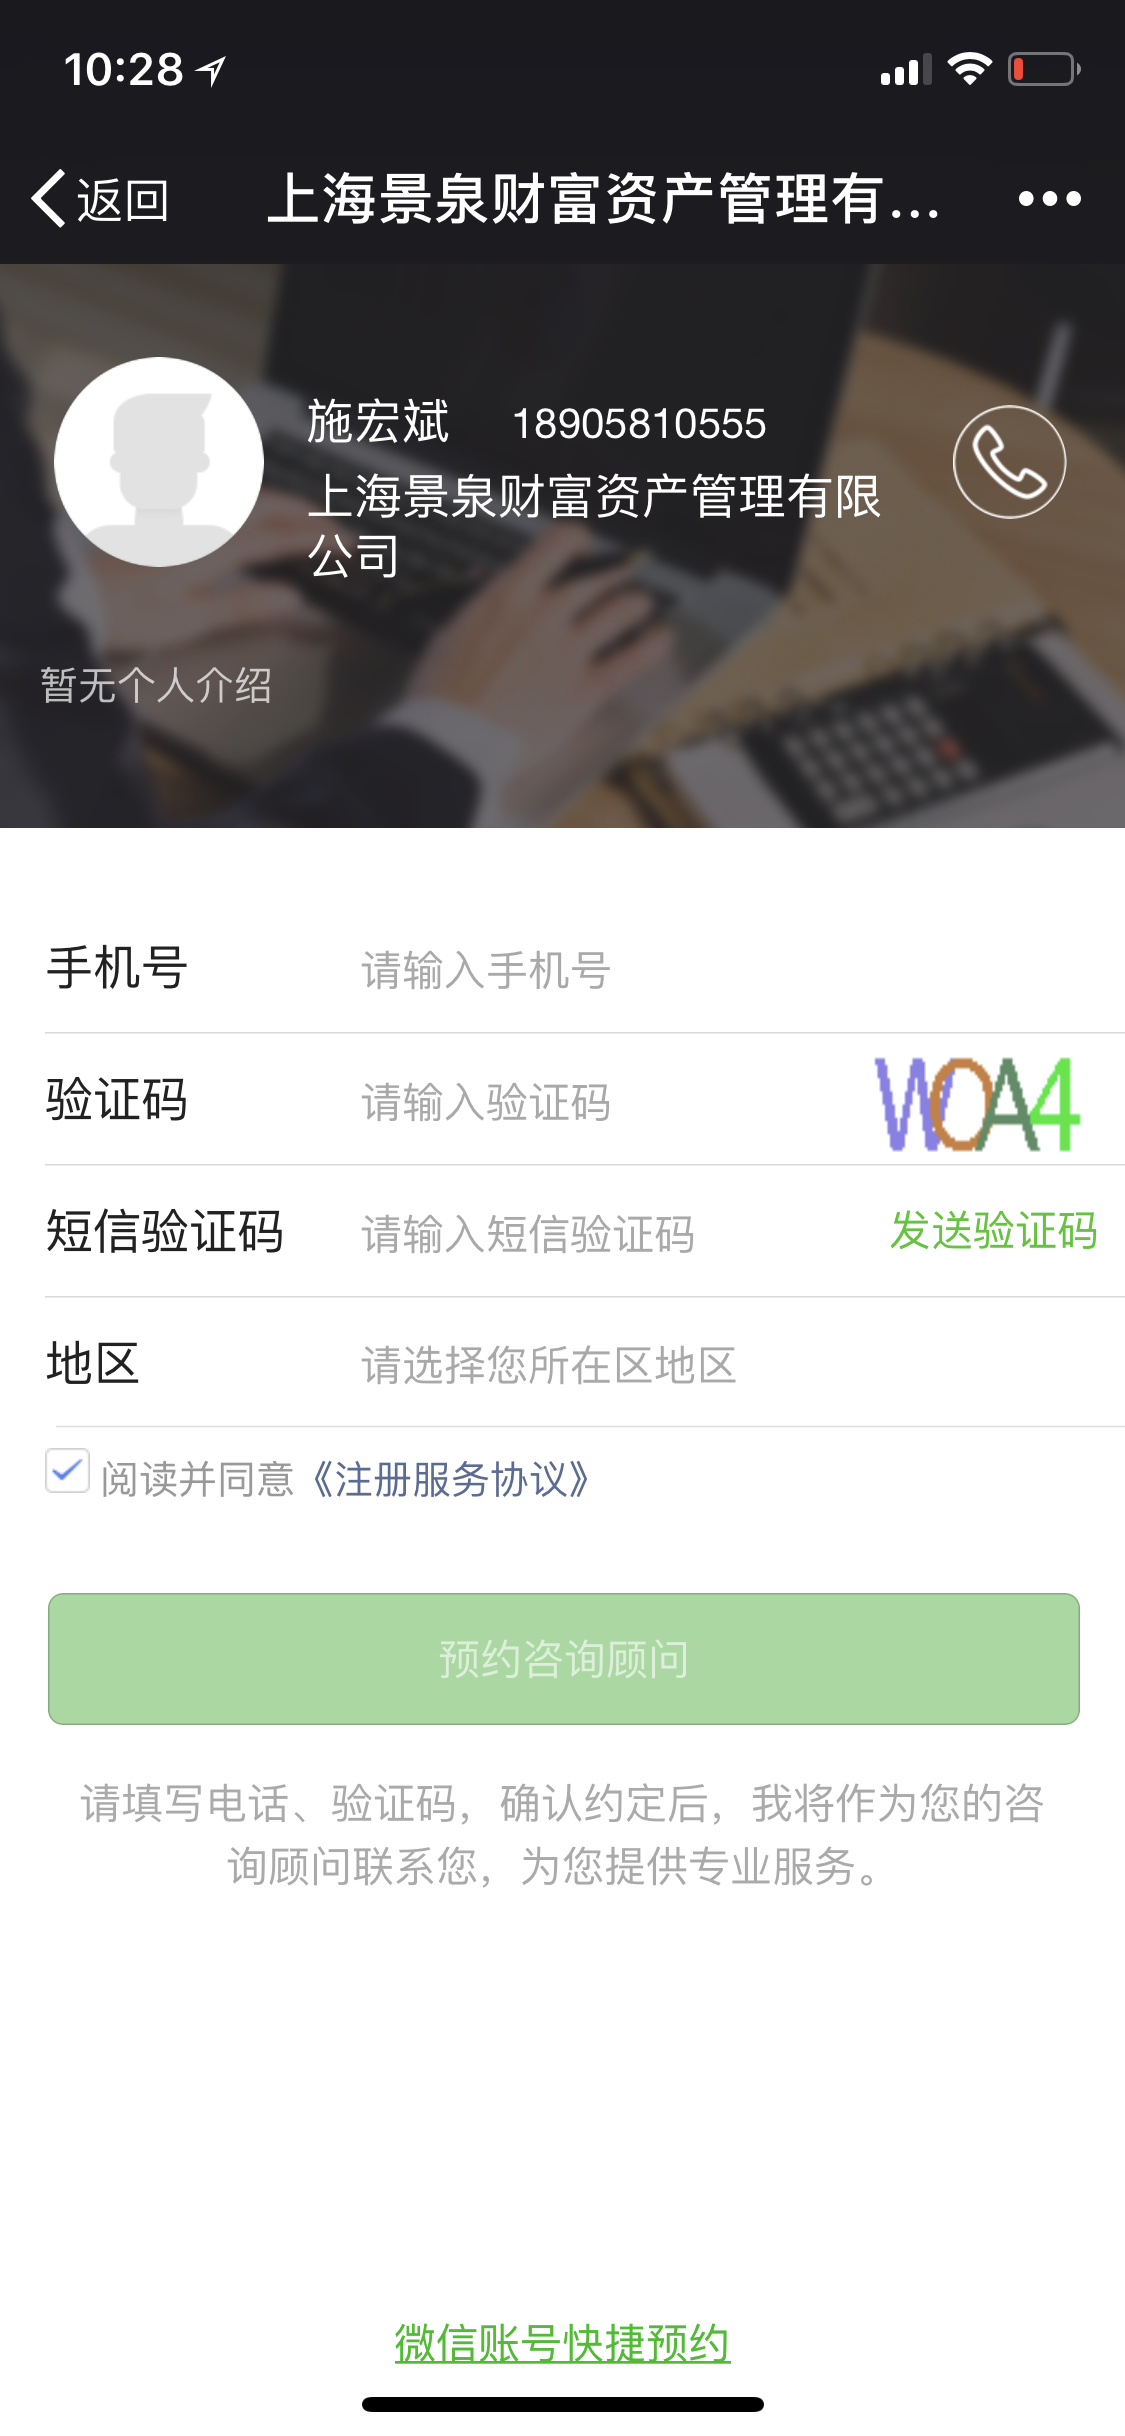 10:28
返回
上海景泉财富资产管理有...
施宏斌 18905810555
上海景泉财富资产管理有限
公司
暂无个人介绍
手机号 请输入手机号
验证码 请输入验证码 WOA4
短信验证码 请输入短信验证码 发送验证码
地区 请选择您所在区地区
阅读并同意《注册服务协议》
预约咨询顾问
请填写电话、验证码，确认约定后，我将作为您的咨
询顾问联系您，为您提供专业服务。
微信账号快捷预约